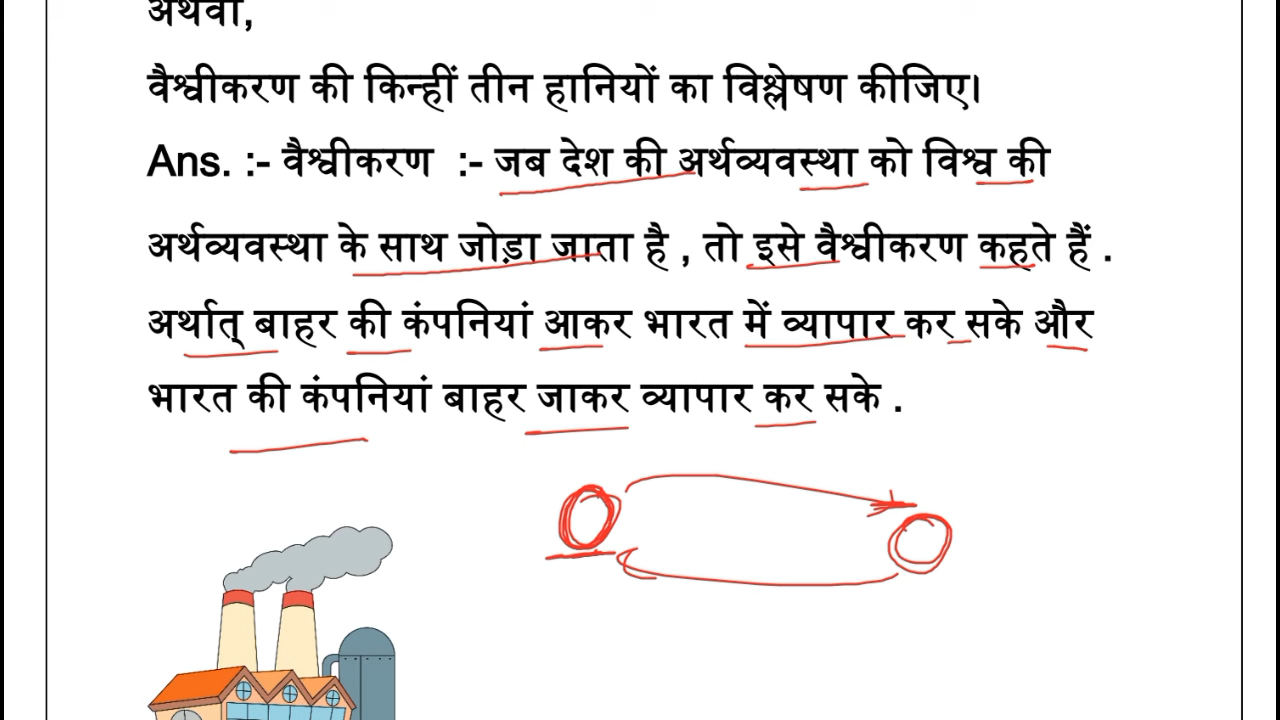 अथवा,
वैश्वीकरण की किन्हीं तीन हानियों का विश्लेषण कीजिए।
Ans. :- वैश्वीकरण :- जब देश की अर्थव्यवस्था को विश्व की
अर्थव्यवस्था के साथ जोड़ा जाता है , तो इसे वैश्वीकरण कहते हैं .
अर्थात् बाहर की कंपनियां आकर भारत में व्यापार कर सके और
भारत की कंपनियां बाहर जाकर व्यापार कर सके .